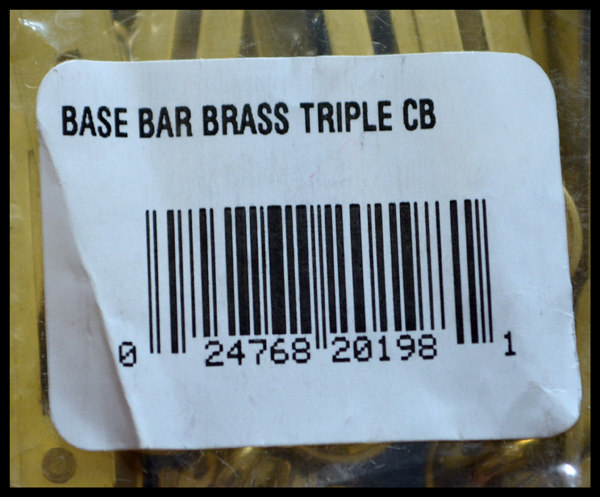 BASE BAR BRASS TRIPLE CB
0 24768 20198 1